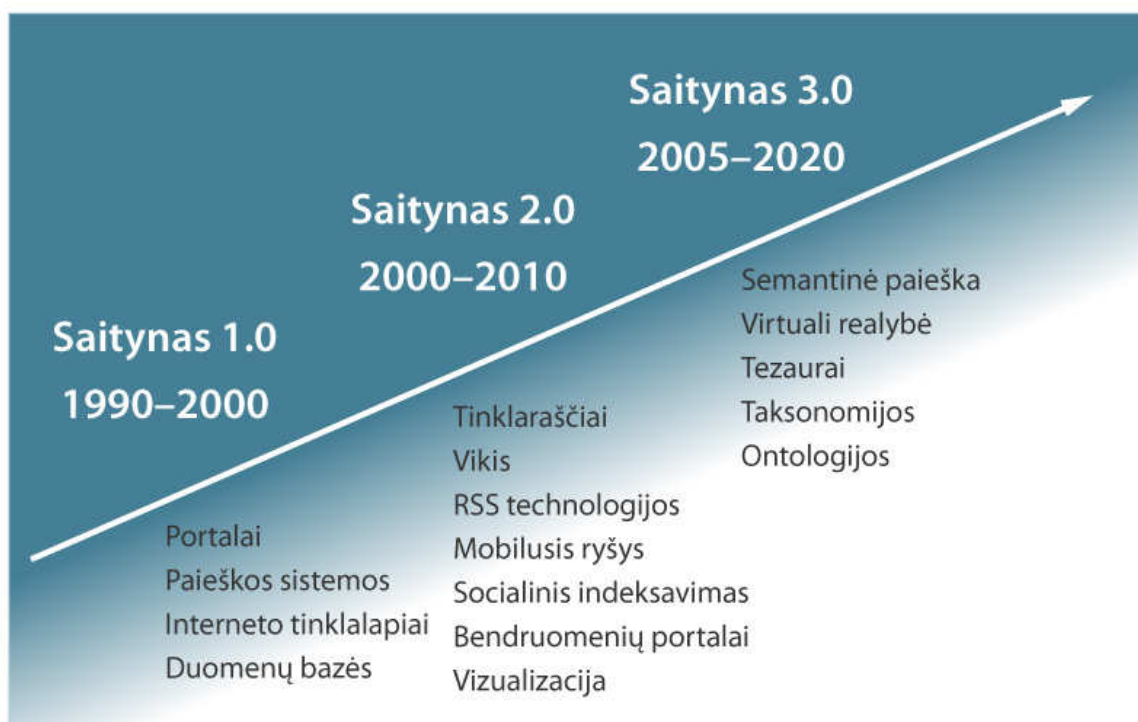 Saitynas 1.0
1990–2000
Portalai
Paieškos sistemos
Interneto tinklalapiai
Duomenų bazės
Saitynas 2.0
2000–2010
Tinklaraščiai
Vikis
RSS technologijos
Mobilusis ryšys
Socialinis indeksavimas
Bendruomenių portalai
Vizualizacija
Saitynas 3.0
2005–2020
Semantinė paieška
Virtuali realybė
Tezaurai
Taksonomijos
Ontologijos